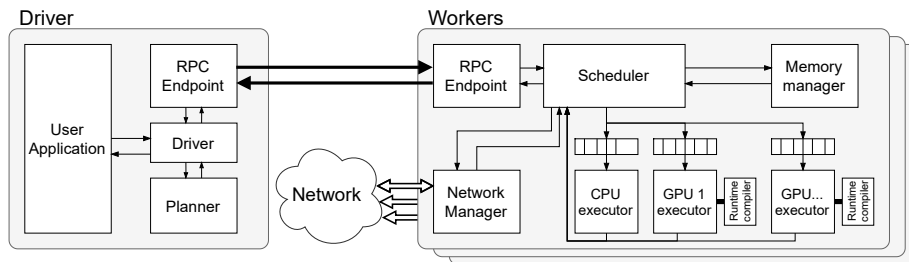 Driver
Workers
User
Application
RPC
Endpoint
Driver
Planner
Network
RPC
Endpoint
Scheduler
Memory
manager
Network
Manager
CPU
executor
GPU 1
executor
Runtime
compiler
GPU...
executor
Runtime
compiler